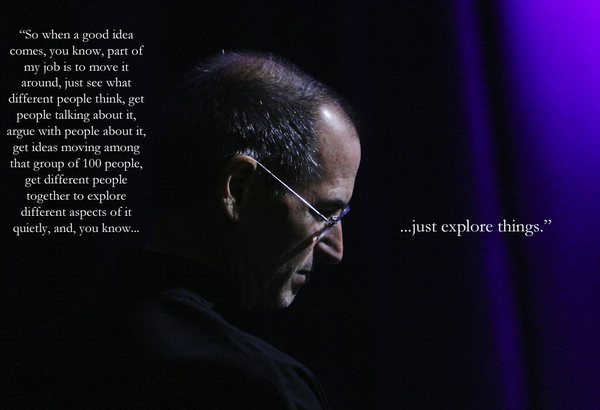 “So when a good idea
comes, you know, part of
my job is to move it
around, just see what
different people think, get
people talking about it,
argue with people about it,
get ideas moving among
that group of 100 people,
get different people
together to explore
different aspects of it
quietly, and, you know...
...just explore things.”